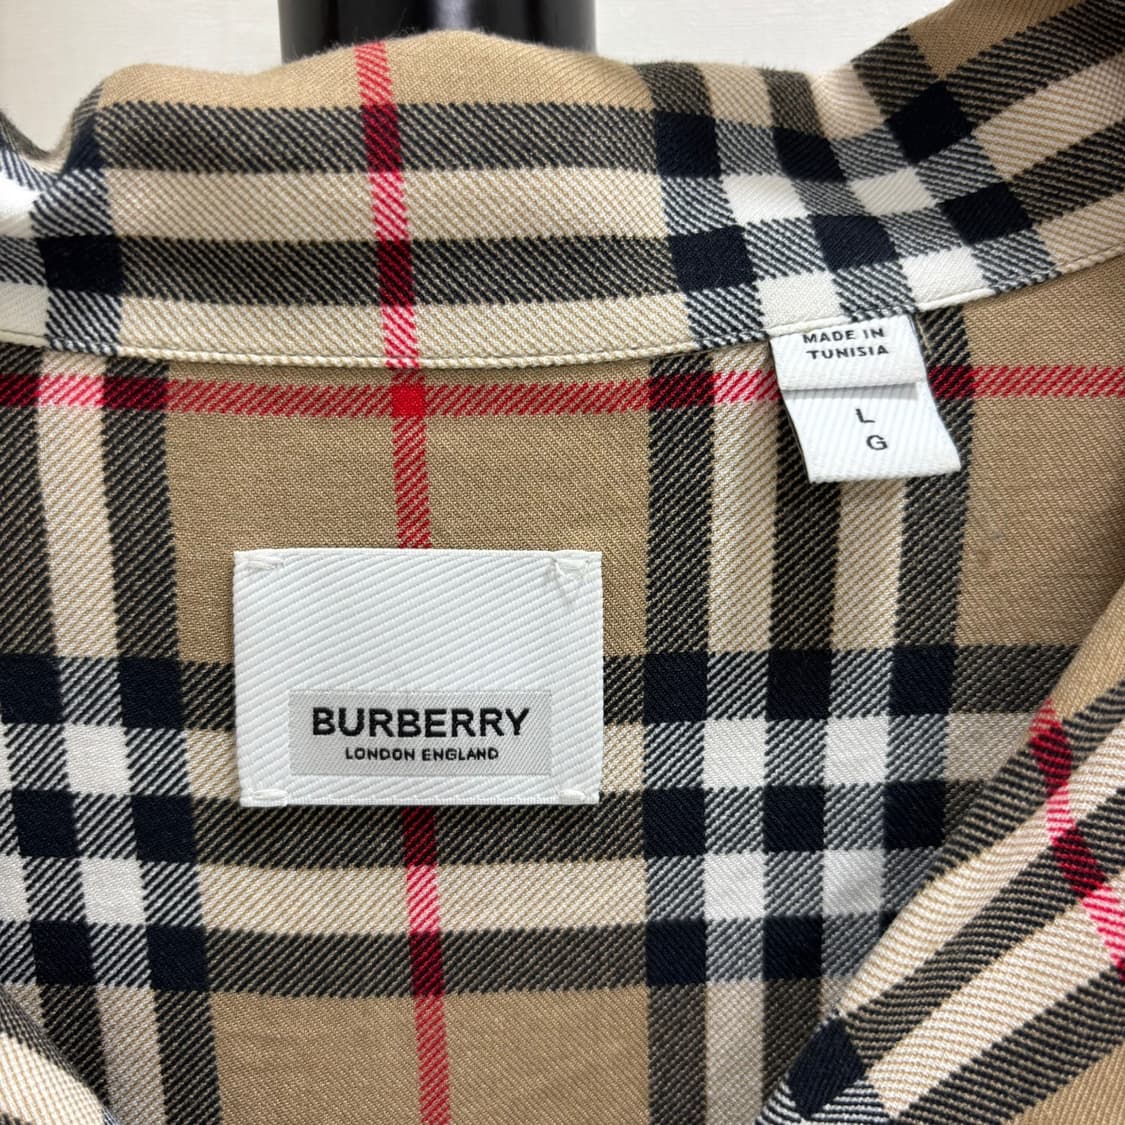 MADE IN
TUNISIA
L
G
BURBERRY
LONDON ENGLAND